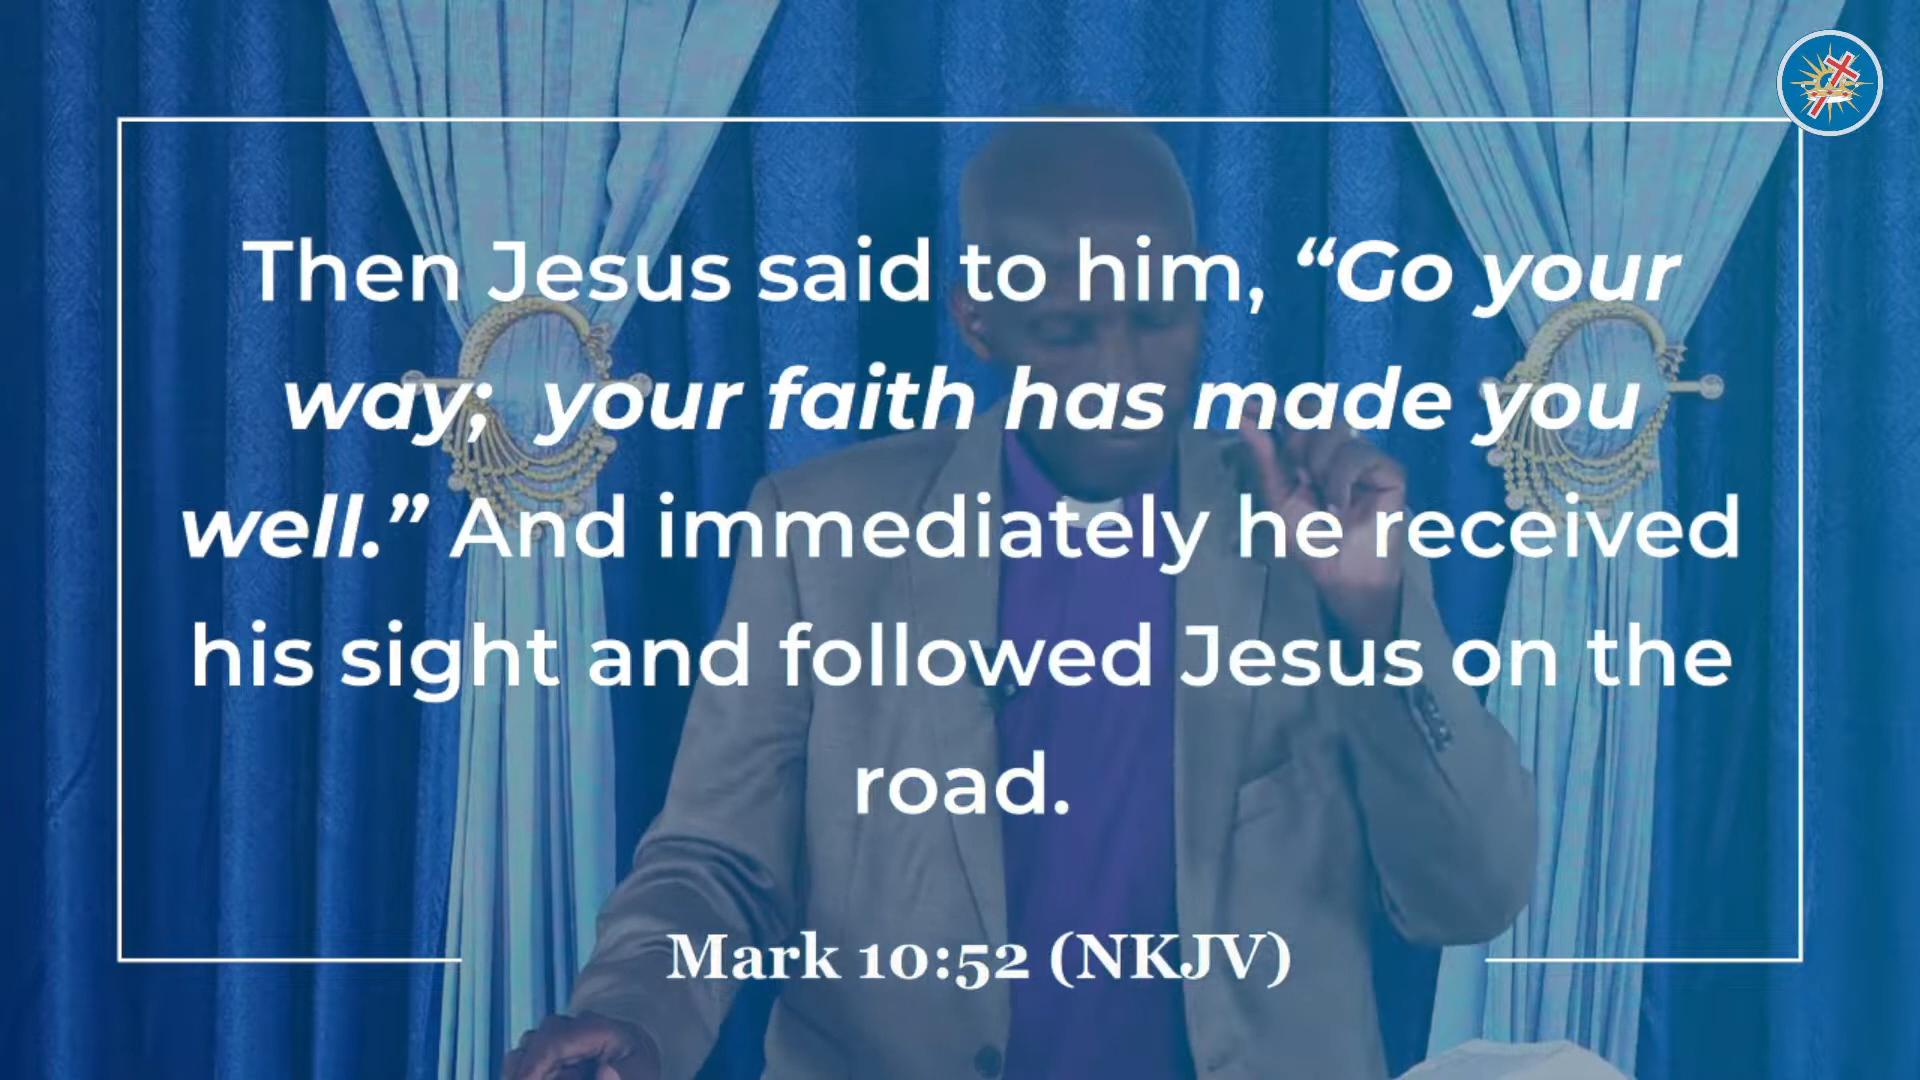 Then Jesus said to him, “Go your
way;  your faith has made you
well.” And immediately he received
his sight and followed Jesus on the
road.
Mark 10:52 (NKJV)